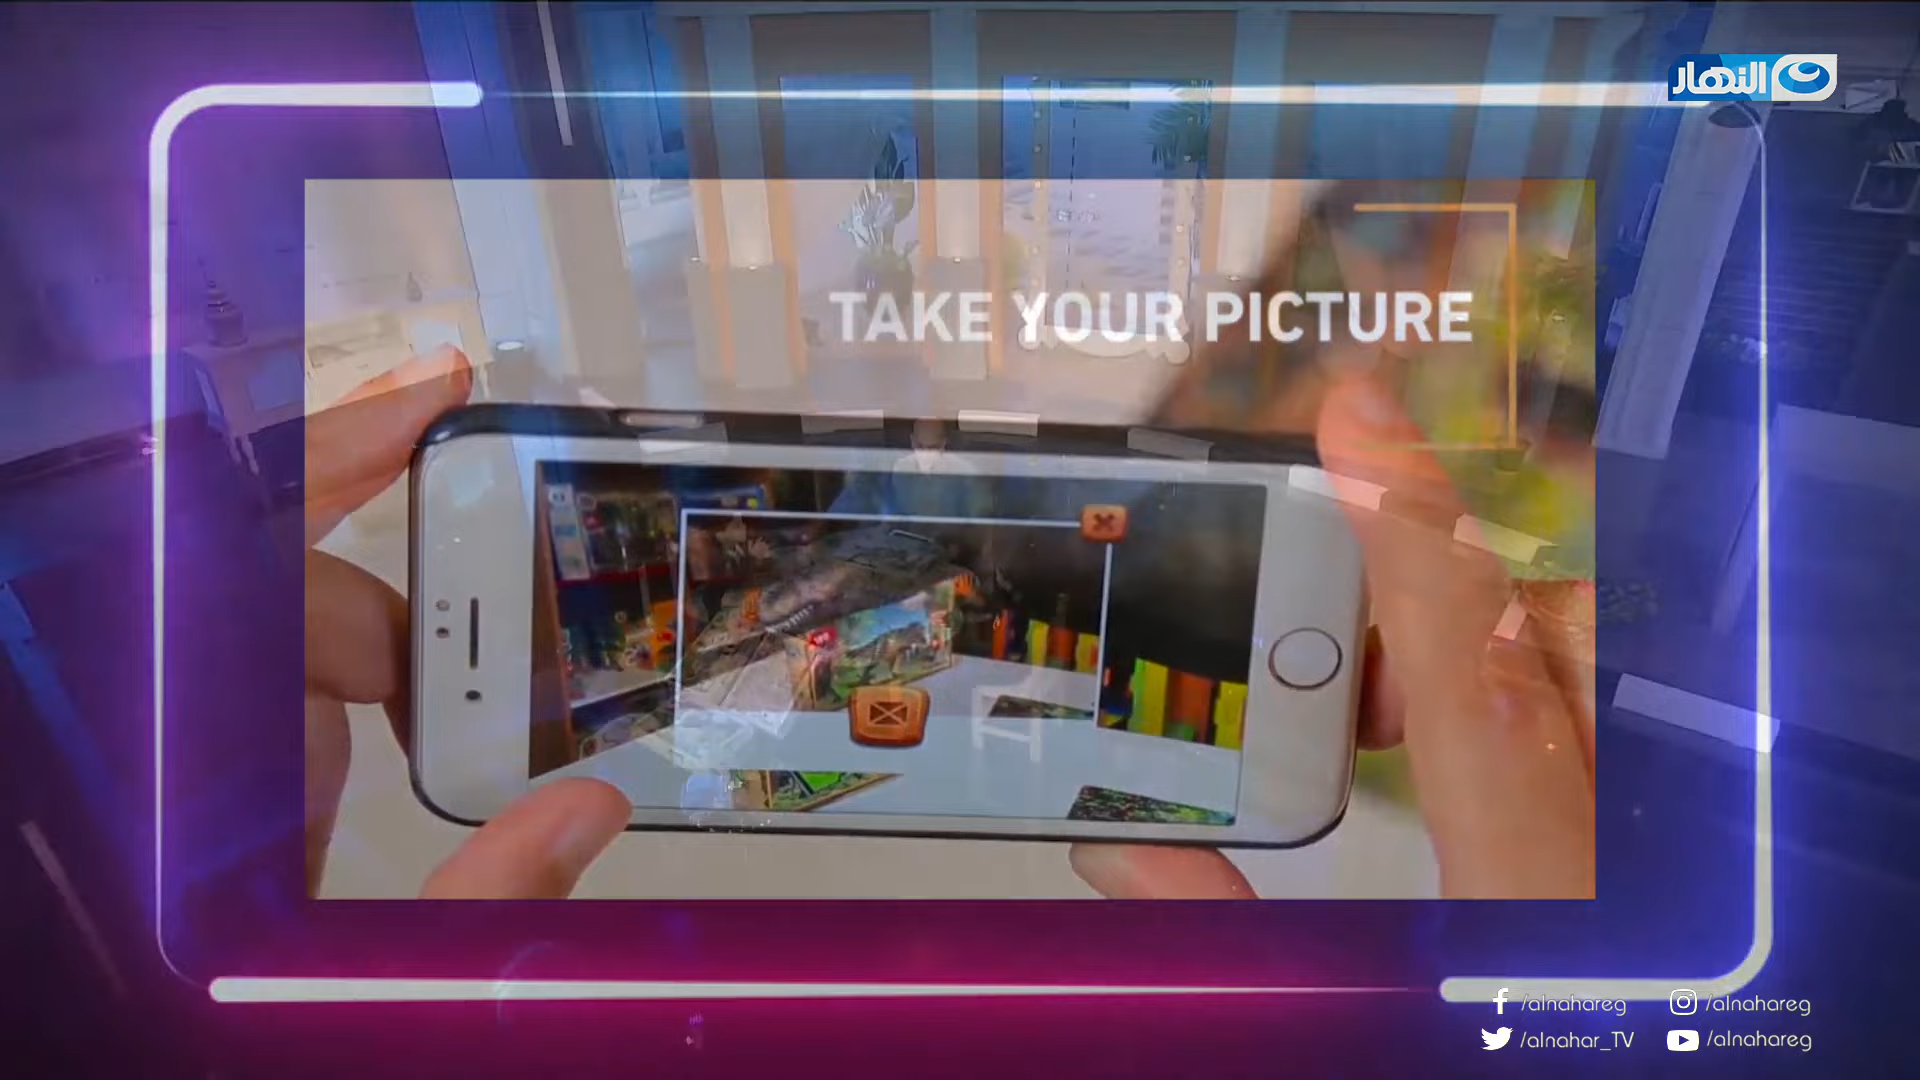 النهار
TAKE YOUR PICTURE
/alnahareg
/alnahareg
/alnahar_TV
/alnahareg